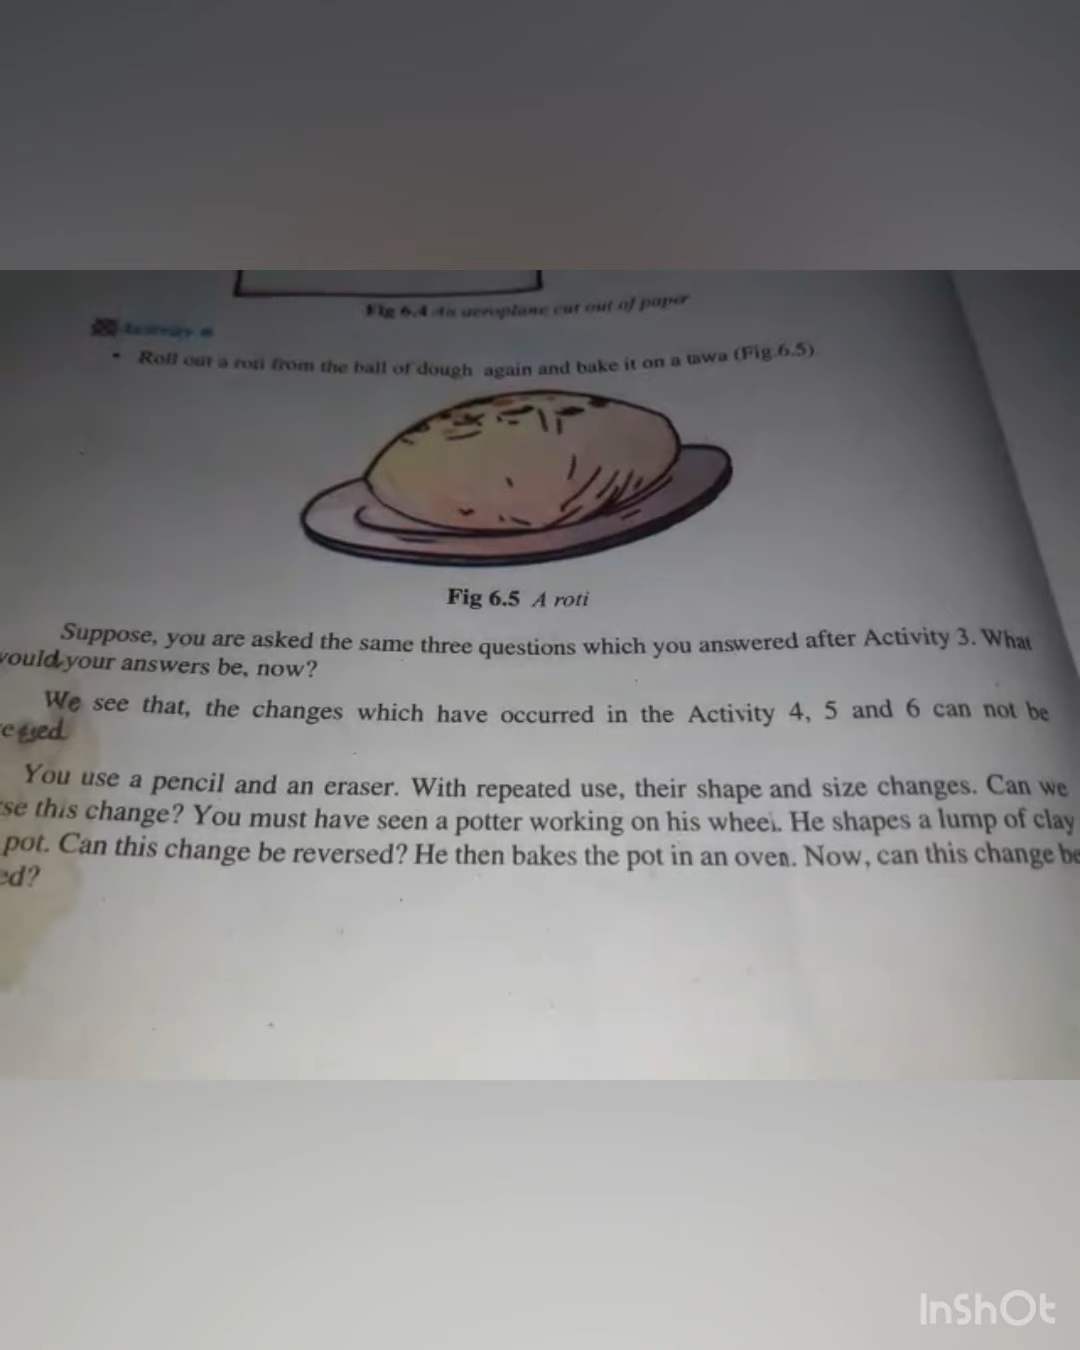 Fig 6.4 An aeroplane cut out of paper
Activity 6
• Roll out a roti from the ball of dough again and bake it on a tawa (Fig.6.5).
Fig 6.5 A roti
Suppose, you are asked the same three questions which you answered after Activity 3. What
would your answers be, now?
We see that, the changes which have occurred in the Activity 4, 5 and 6 can not be
You use a pencil and an eraser. With repeated use, their shape and size changes. Can we
se this change? You must have seen a potter working on his wheel. He shapes a lump of clay
pot. Can this change be reversed? He then bakes the pot in an oven. Now, can this change be
ed?
InShOt